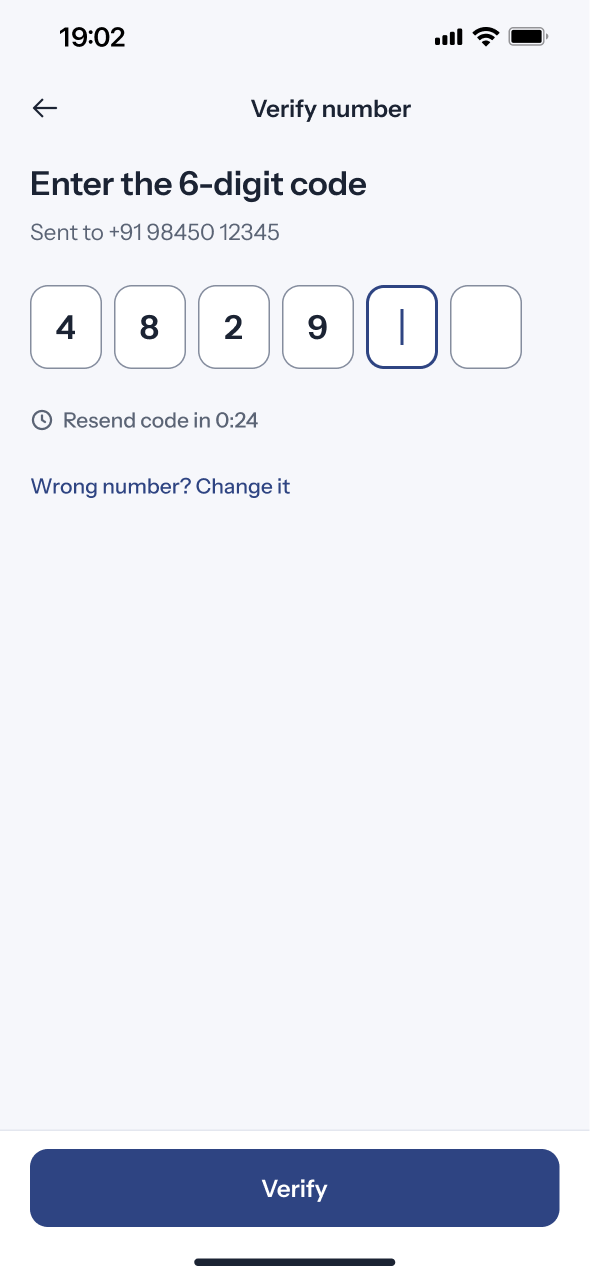 19:02
Verify number
Enter the 6-digit code
Sent to +91 98450 12345
4 8 2 9
Resend code in 0:24
Wrong number? Change it
Verify